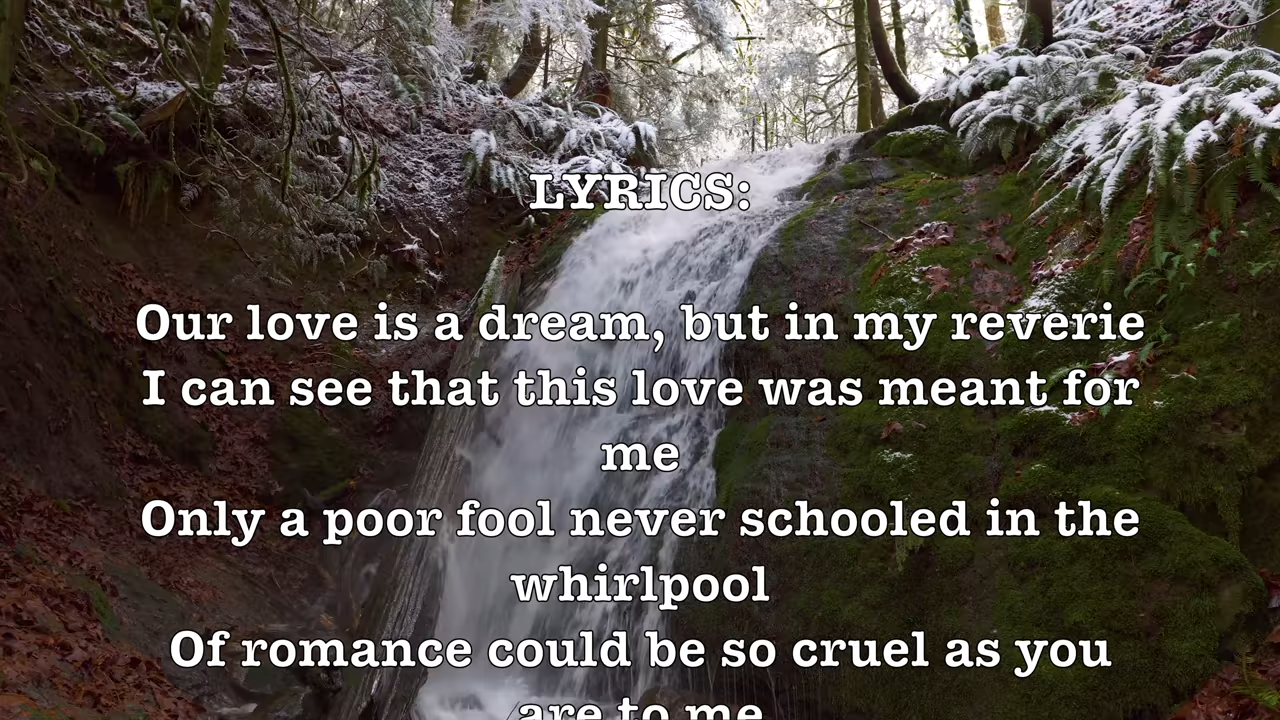 LYRICS:
Our love is a dream, but in my reverie
I can see that this love was meant for
me
Only a poor fool never schooled in the
whirlpool
Of romance could be so cruel as you
are to me